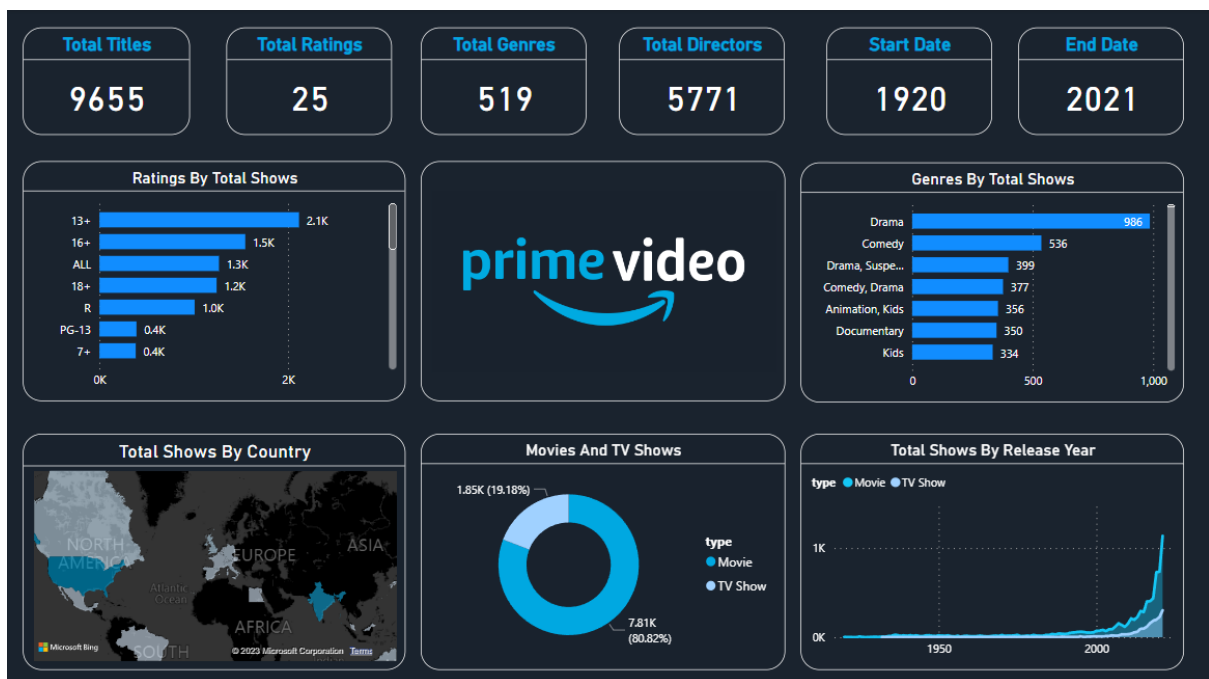 Total Titles
9655
Total Ratings
25
Total Genres
519
Total Directors
5771
Start Date
1920
End Date
2021
Ratings By Total Shows
13+ 2.1K
16+ 1.5K
ALL 1.3K
18+ 1.2K
R 1.0K
PG-13 0.4K
7+ 0.4K
0K 2K
prime video
Genres By Total Shows
Drama 986
Comedy 536
Drama, Suspe... 399
Comedy, Drama 377
Animation, Kids 356
Documentary 350
Kids 334
0 500 1,000
Total Shows By Country
NORTH
AMERICA
EUROPE
ASIA
Atlantic
Ocean
AFRICA
SOUTH
Microsoft Bing
© 2023 Microsoft Corporation Terms
Movies And TV Shows
1.85K (19.18%)
7.81K
(80.82%)
type
Movie
TV Show
Total Shows By Release Year
type Movie TV Show
1K
0K
1950 2000